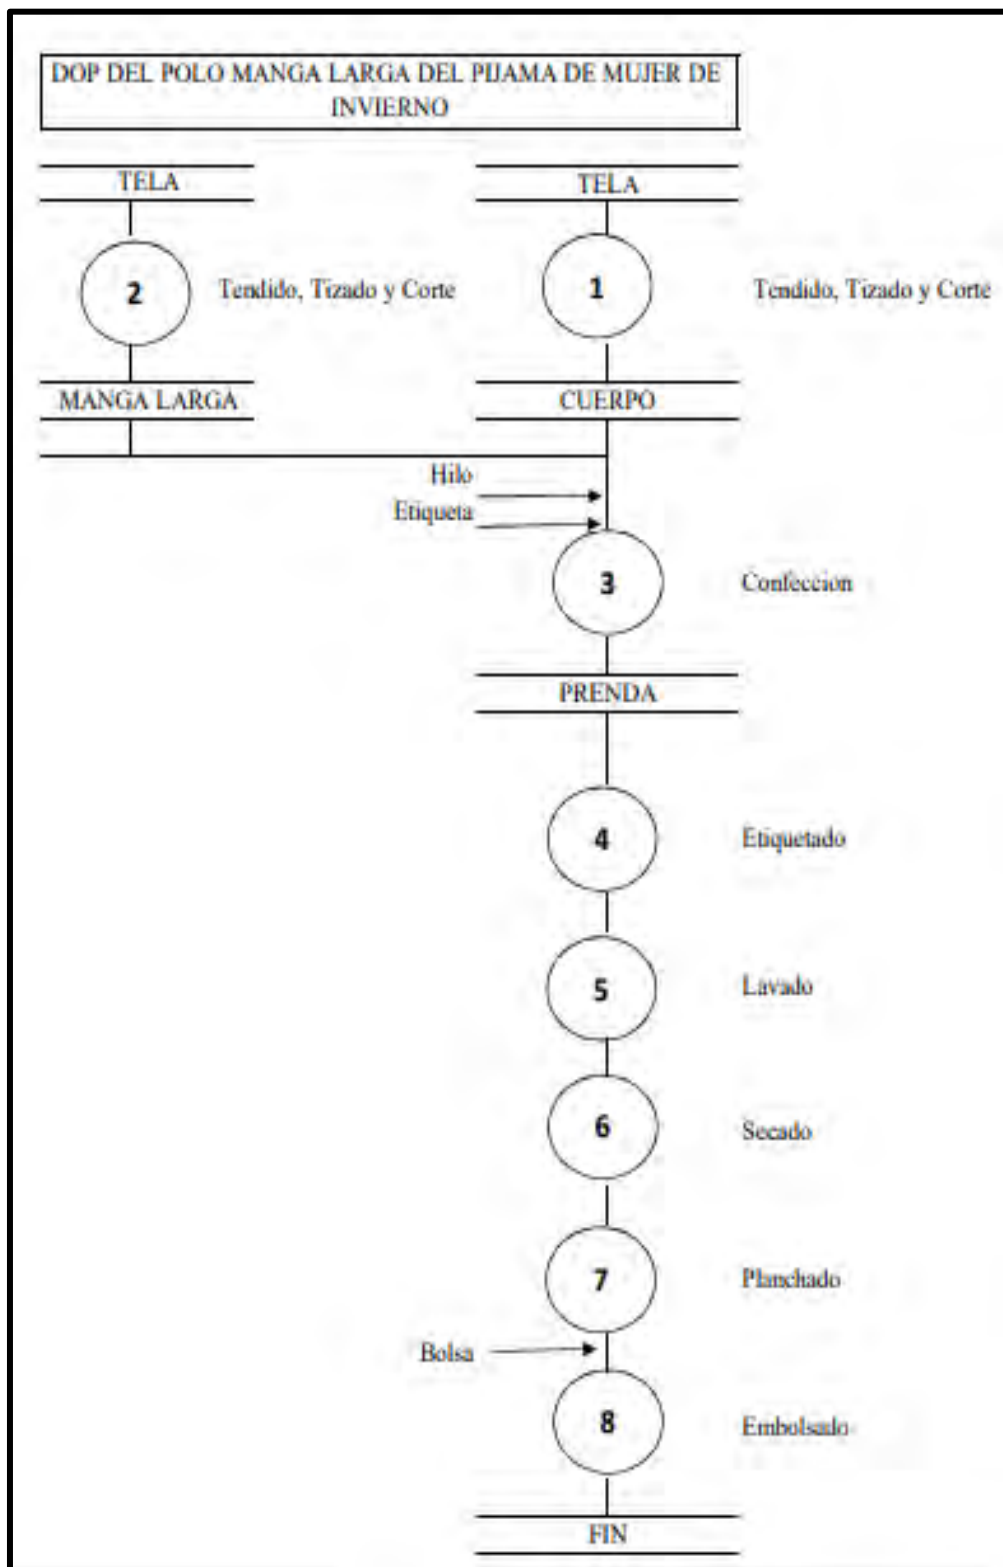 DOP DEL POLO MANGA LARGA DEL PIJAMA DE MUJER DE
INVIERNO
TELA
TELA
2
Tendido, Tizado y Corte
1
Tendido, Tizado y Corte
MANGA LARGA
CUERPO
Hilo
Etiqueta
3
Confeccion
PRENDA
4
Etiquetado
5
Lavado
6
Secado
7
Planchado
Bolsa
8
Embolsado
FIN